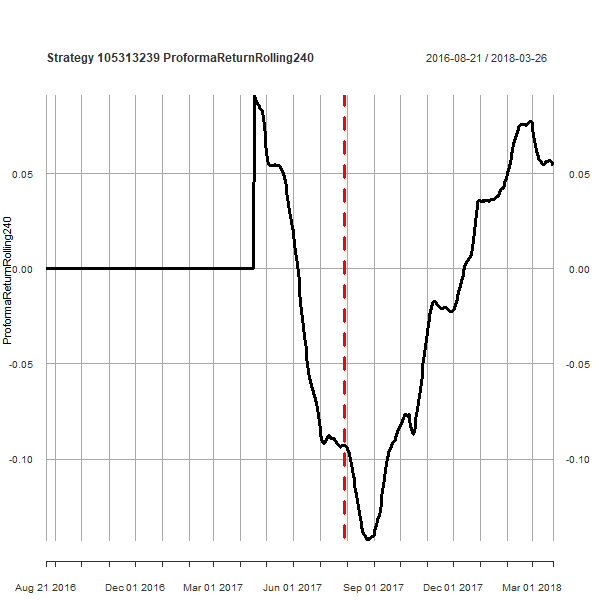 Strategy 105313239 ProformaReturnRolling240
2016-08-21 / 2018-03-26
ProformaReturnRolling240
0.05
0.00
-0.05
-0.10
0.05
0.00
-0.05
-0.10
Aug 21 2016
Dec 01 2016
Mar 01 2017
Jun 01 2017
Sep 01 2017
Dec 01 2017
Mar 01 2018